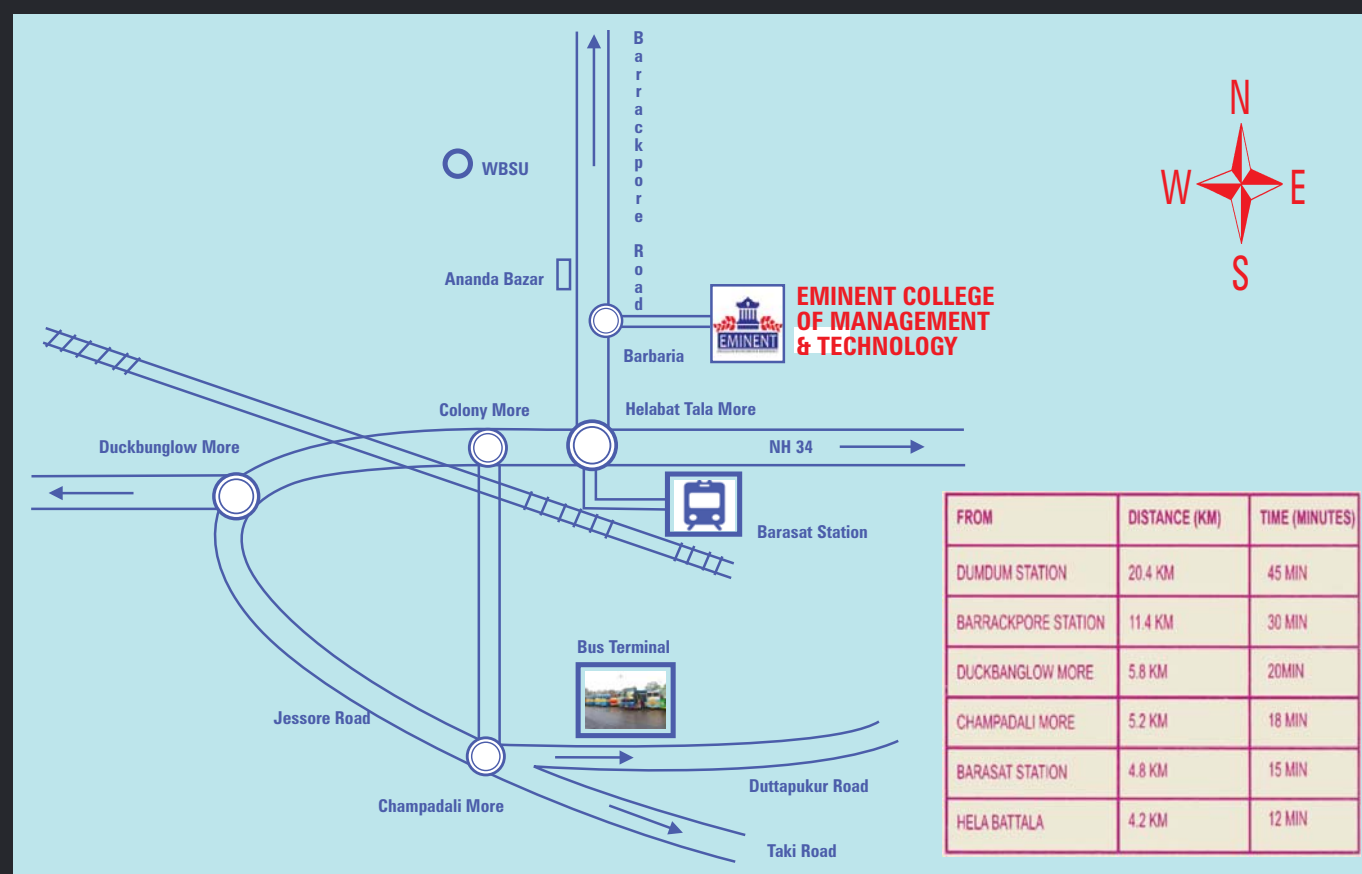 Barrackpore Road
N
W E
S
WBSU
Ananda Bazar
EMINENT
EMINENT COLLEGE
OF MANAGEMENT
& TECHNOLOGY
Barbaria
Colony More
Helabat Tala More
Duckbunglow More
NH 34
Barasat Station
Bus Terminal
Jessore Road
Duttapukur Road
Champadali More
Taki Road
FROM DISTANCE (KM) TIME (MINUTES)
DUMDUM STATION 20.4 KM 45 MIN
BARRACKPORE STATION 11.4 KM 30 MIN
DUCKBANGLOW MORE 5.8 KM 20MIN
CHAMPADALI MORE 5.2 KM 18 MIN
BARASAT STATION 4.8 KM 15 MIN
HELA BATTALA 4.2 KM 12 MIN